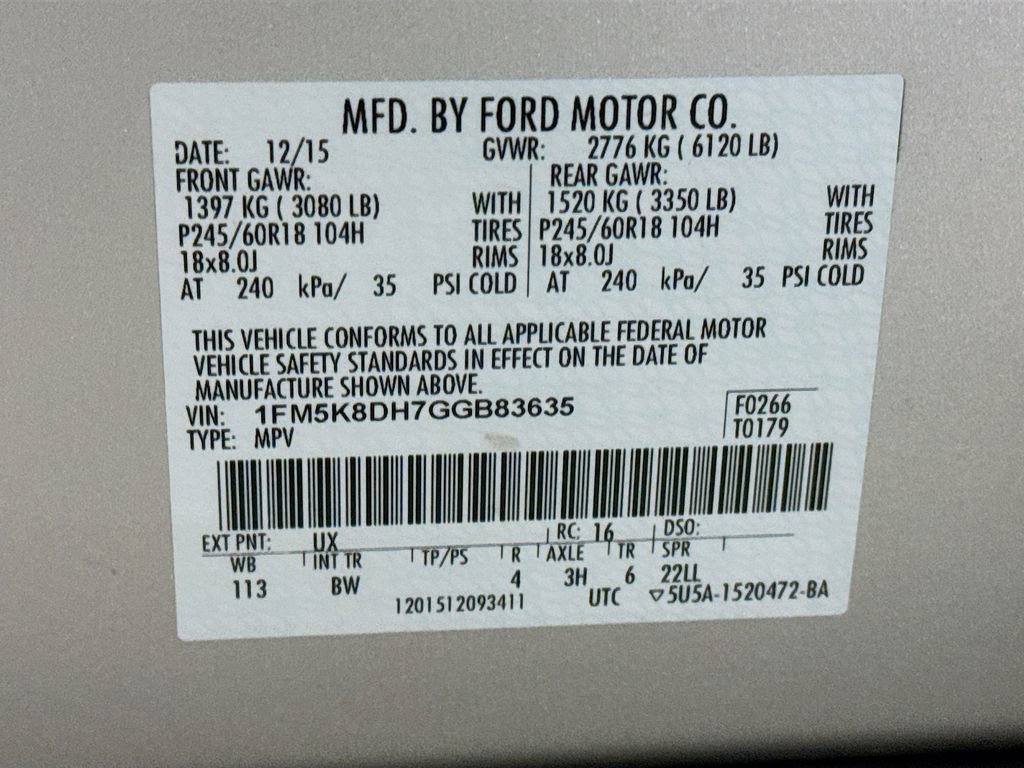 MFD. BY FORD MOTOR CO.
DATE: 12/15 GVWR: 2776 KG ( 6120 LB)
FRONT GAWR: REAR GAWR:
1397 KG ( 3080 LB) WITH 1520 KG ( 3350 LB) WITH
P245/60R18 104H TIRES P245/60R18 104H TIRES
18x8.0J RIMS 18x8.0J RIMS
AT 240 kPa/ 35 PSI COLD AT 240 kPa/ 35 PSI COLD
THIS VEHICLE CONFORMS TO ALL APPLICABLE FEDERAL MOTOR
VEHICLE SAFETY STANDARDS IN EFFECT ON THE DATE OF
MANUFACTURE SHOWN ABOVE.
VIN: 1FM5K8DH7GGB83635 F0266
TYPE: MPV T0179
EXT PNT: UX RC: 16 DSO:
WB INT TR TP/PS R AXLE TR SPR
113 BW 4 3H 6 22LL
1201512093411 UTC ▽5U5A-1520472-BA